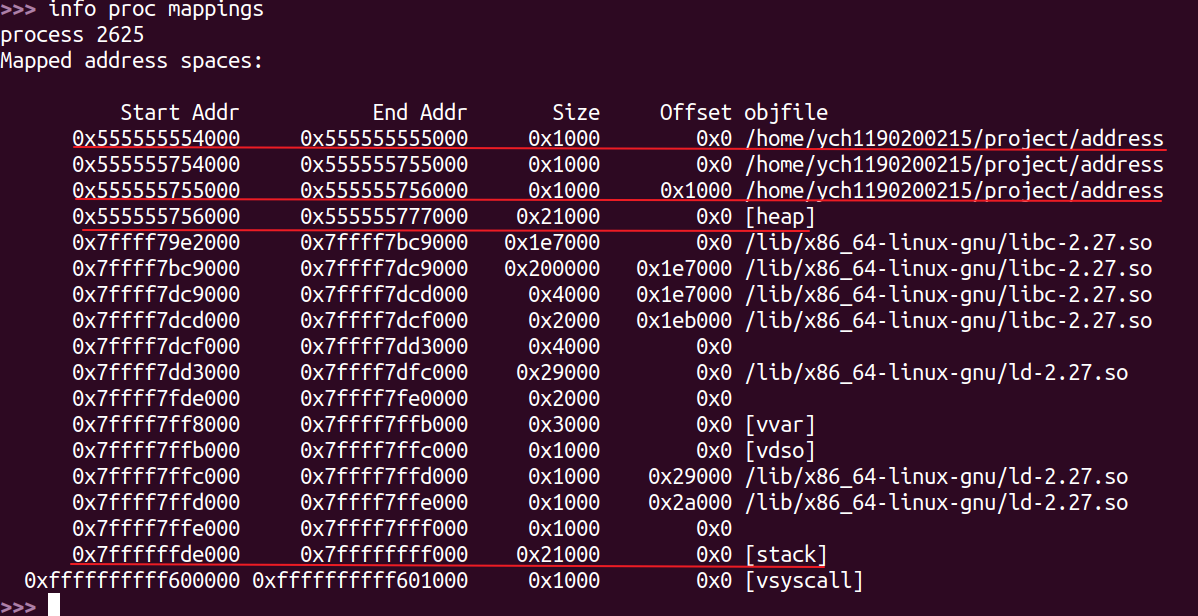 >>> info proc mappings
process 2625
Mapped address spaces:
Start Addr End Addr Size Offset objfile
0x555555554000 0x555555555000 0x1000 0x0 /home/ych1190200215/project/address
0x555555754000 0x555555755000 0x1000 0x0 /home/ych1190200215/project/address
0x555555755000 0x555555756000 0x1000 0x1000 /home/ych1190200215/project/address
0x555555756000 0x555555777000 0x21000 0x0 [heap]
0x7ffff79e2000 0x7ffff7bc9000 0x1e7000 0x0 /lib/x86_64-linux-gnu/libc-2.27.so
0x7ffff7bc9000 0x7ffff7dc9000 0x200000 0x1e7000 /lib/x86_64-linux-gnu/libc-2.27.so
0x7ffff7dc9000 0x7ffff7dcd000 0x4000 0x1e7000 /lib/x86_64-linux-gnu/libc-2.27.so
0x7ffff7dcd000 0x7ffff7dcf000 0x2000 0x1eb000 /lib/x86_64-linux-gnu/libc-2.27.so
0x7ffff7dcf000 0x7ffff7dd3000 0x4000 0x0
0x7ffff7dd3000 0x7ffff7dfc000 0x29000 0x0 /lib/x86_64-linux-gnu/ld-2.27.so
0x7ffff7fde000 0x7ffff7fe0000 0x2000 0x0
0x7ffff7ff8000 0x7ffff7ffb000 0x3000 0x0 [vvar]
0x7ffff7ffb000 0x7ffff7ffc000 0x1000 0x0 [vdso]
0x7ffff7ffc000 0x7ffff7ffd000 0x1000 0x29000 /lib/x86_64-linux-gnu/ld-2.27.so
0x7ffff7ffd000 0x7ffff7ffe000 0x1000 0x2a000 /lib/x86_64-linux-gnu/ld-2.27.so
0x7ffff7ffe000 0x7ffff7fff000 0x1000 0x0
0x7ffffffde000 0x7ffffffff000 0x21000 0x0 [stack]
0xffffffffff600000 0xffffffffff601000 0x1000 0x0 [vsyscall]
>>>